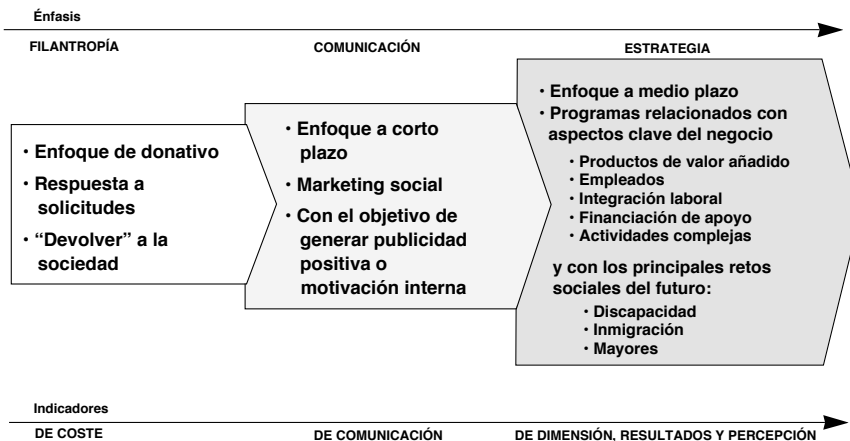 Énfasis
FILANTROPÍA
COMUNICACIÓN
ESTRATEGIA
• Enfoque de donativo
• Respuesta a
solicitudes
• “Devolver” a la
sociedad
• Enfoque a corto
plazo
• Marketing social
• Con el objetivo de
generar publicidad
positiva o
motivación interna
• Enfoque a medio plazo
• Programas relacionados con
aspectos clave del negocio
• Productos de valor añadido
• Empleados
• Integración laboral
• Financiación de apoyo
• Actividades complejas
y con los principales retos
sociales del futuro:
• Discapacidad
• Inmigración
• Mayores
Indicadores
DE COSTE
DE COMUNICACIÓN
DE DIMENSIÓN, RESULTADOS Y PERCEPCIÓN